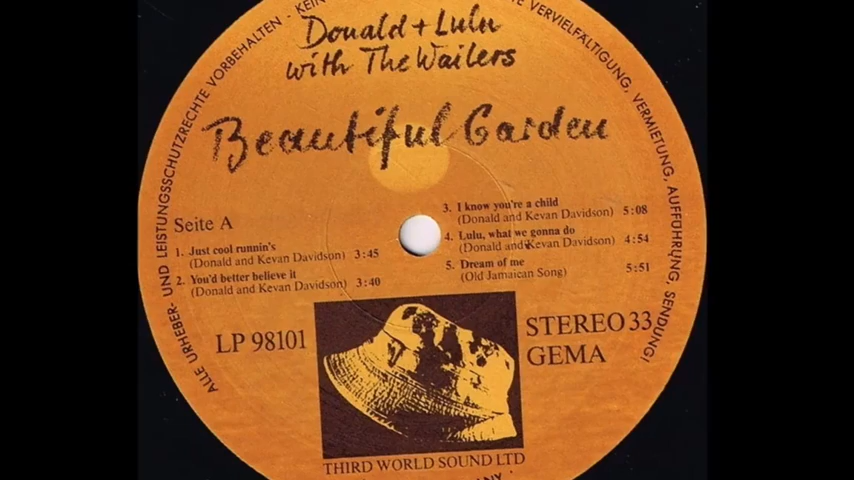 ALLE URHEBER- UND LEISTUNGSSCHUTZRECHTE VORBEHALTEN - KEIN
VERVIELFÄLTIGUNG, VERMIETUNG, AUFFÜHRUNG, SENDUNG!
Donald + Lulu
with The Wailers
Beautiful Garden
Seite A
1. Just cool runnin's
(Donald and Kevan Davidson) 3:45
2. You'd better believe it
(Donald and Kevan Davidson) 3:40
3. I know you're a child
(Donald and Kevan Davidson) 5:08
4. Lulu, what we gonna do
(Donald and Kevan Davidson) 4:54
5. Dream of me
(Old Jamaican Song) 5:51
LP 98101
STEREO 33
GEMA
THIRD WORLD SOUND LTD